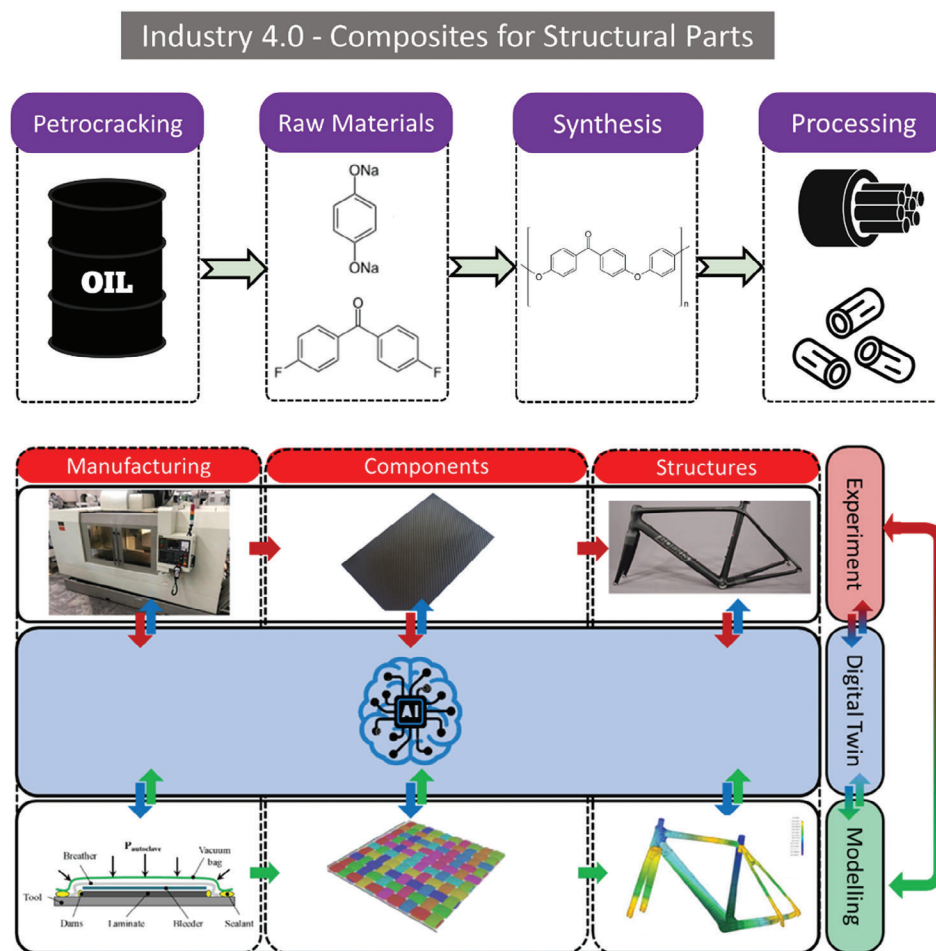 Industry 4.0 - Composites for Structural Parts
Petrocracking
Raw Materials
Synthesis
Processing
OIL
ONa
ONa
O
F
F
O
O
O
n
Manufacturing
Components
Structures
Experiment
AI
Digital Twin
Modelling
P autoclave
Breather
Vacuum
bag
Tool
Dams
Laminate
Bleeder
Sealant